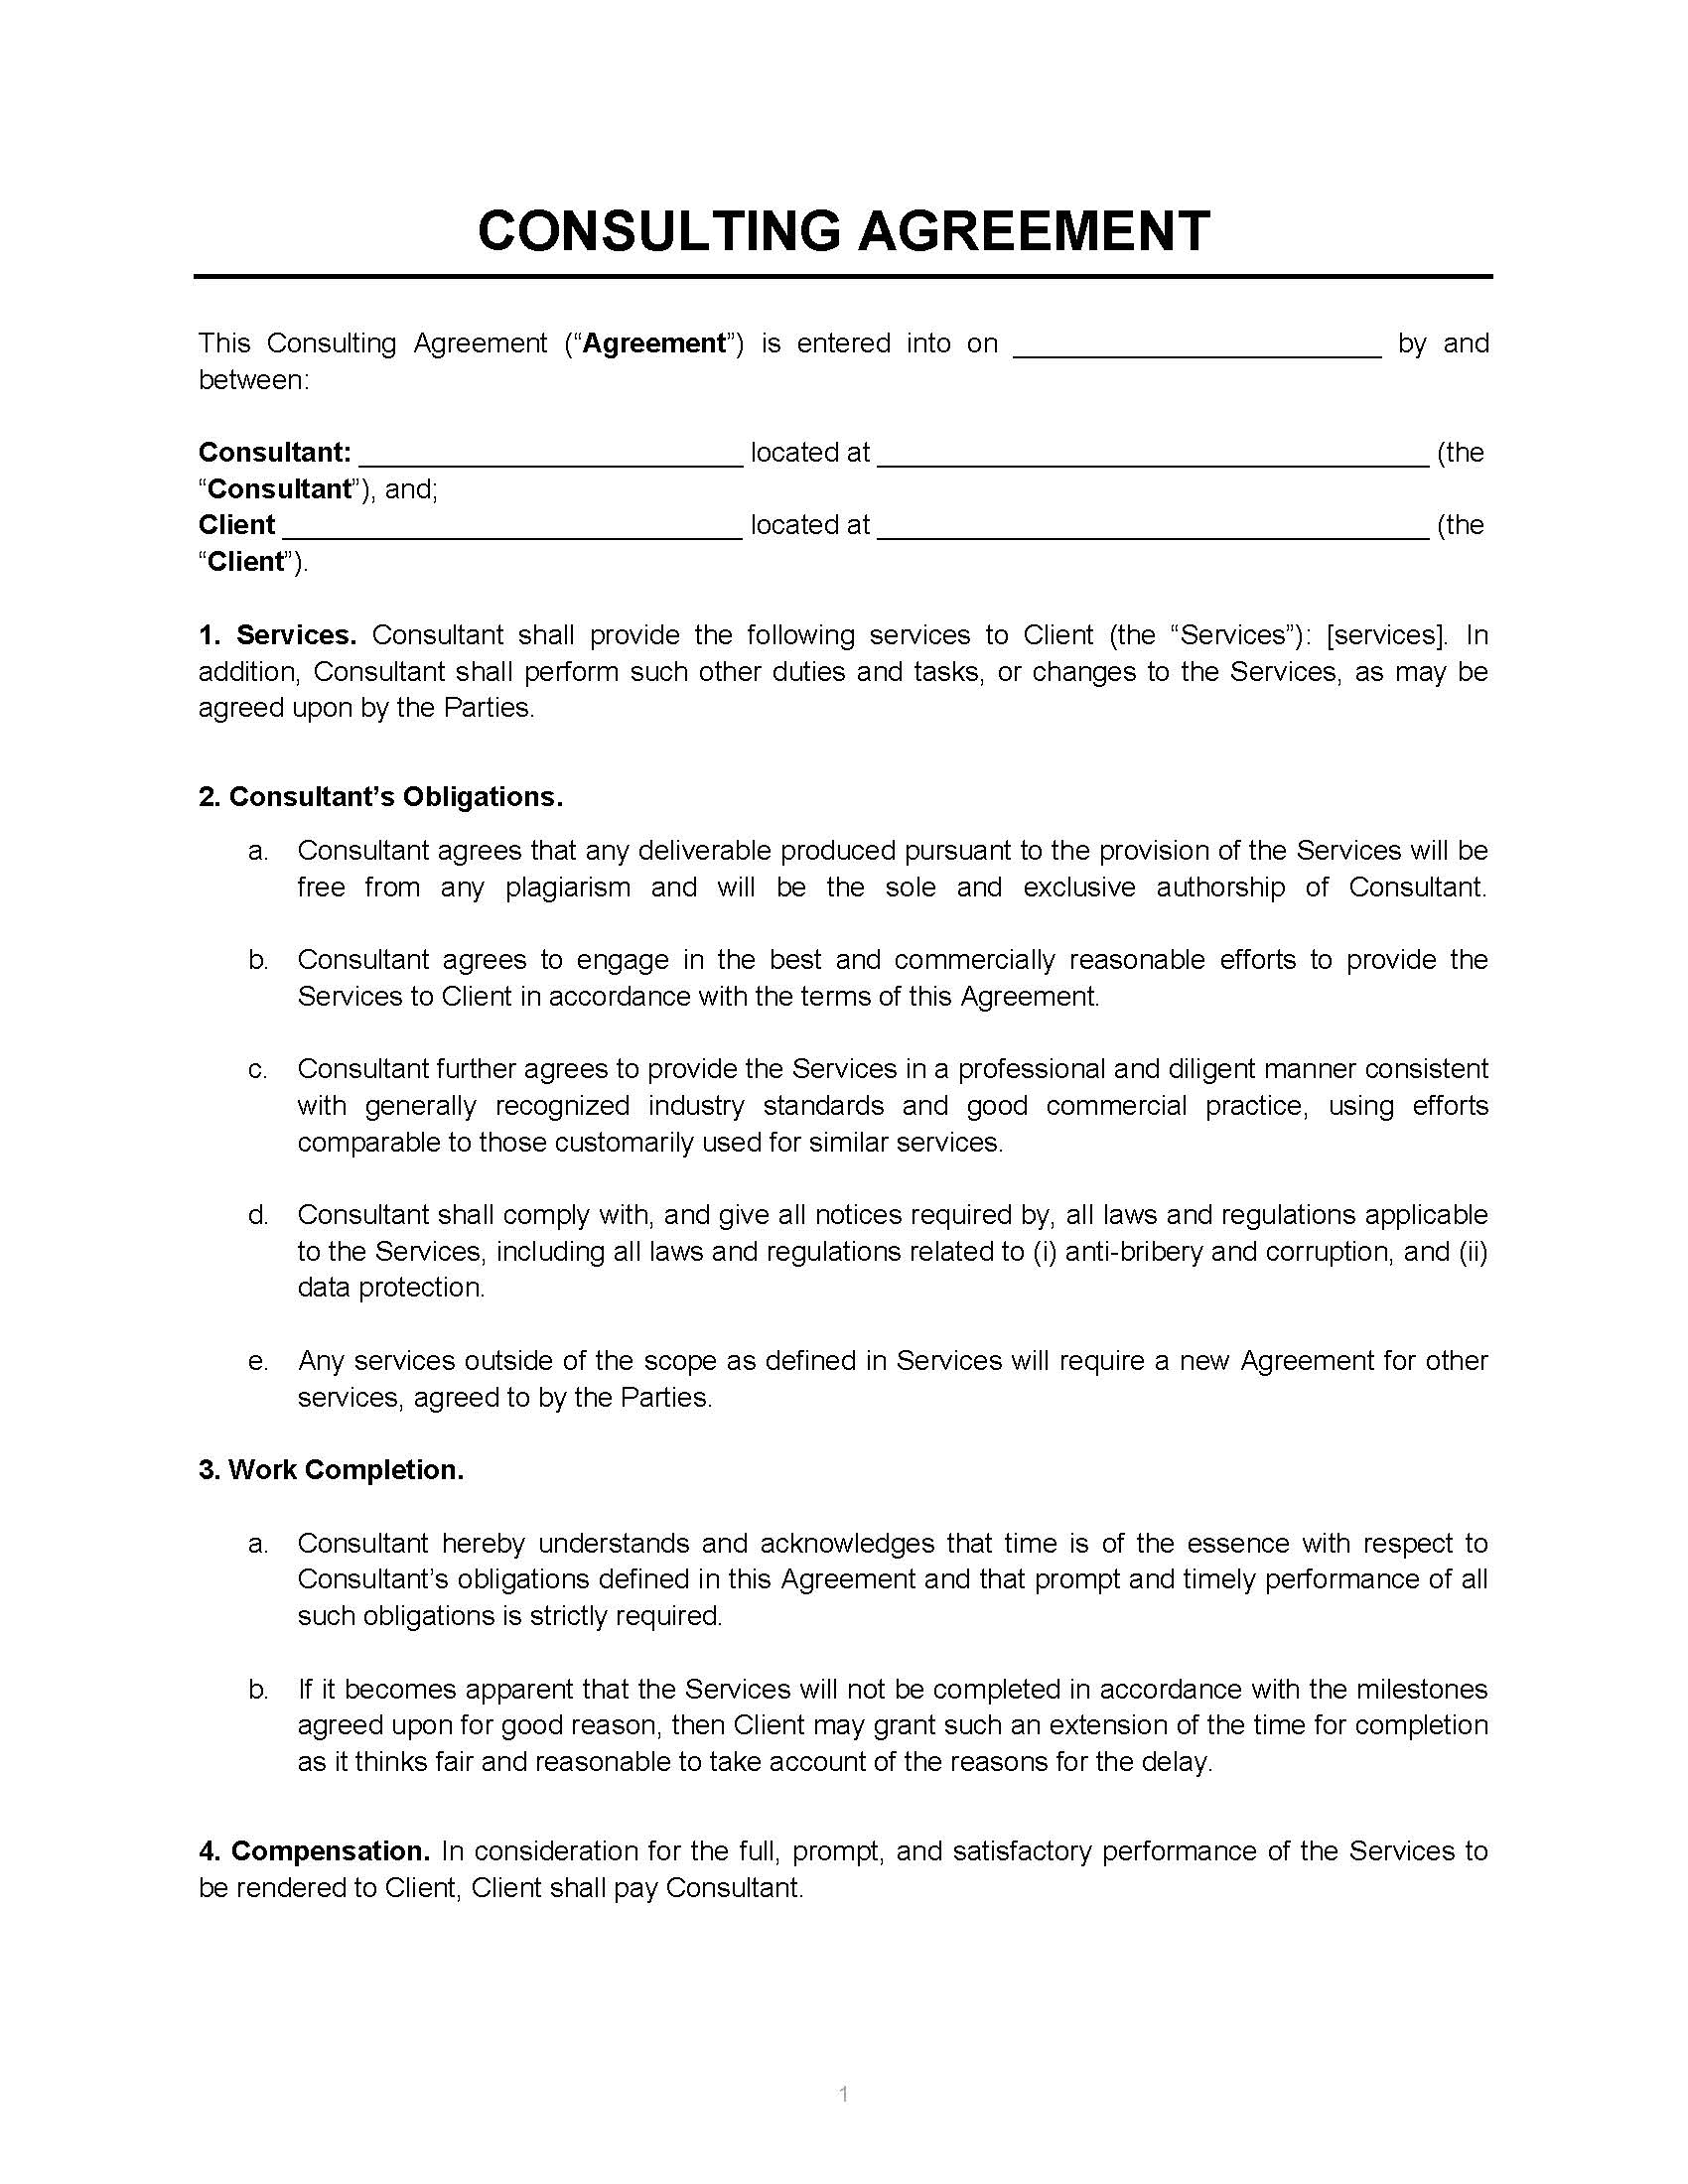 CONSULTING AGREEMENT
This Consulting Agreement (“Agreement”) is entered into on ________________________ by and
between:
Consultant: _________________________ located at ____________________________________ (the
“Consultant”), and;
Client ______________________________ located at ____________________________________ (the
“Client”).
1. Services. Consultant shall provide the following services to Client (the “Services”): [services]. In
addition, Consultant shall perform such other duties and tasks, or changes to the Services, as may be
agreed upon by the Parties.
2. Consultant’s Obligations.
a. Consultant agrees that any deliverable produced pursuant to the provision of the Services will be
free from any plagiarism and will be the sole and exclusive authorship of Consultant.
b. Consultant agrees to engage in the best and commercially reasonable efforts to provide the
Services to Client in accordance with the terms of this Agreement.
c. Consultant further agrees to provide the Services in a professional and diligent manner consistent
with generally recognized industry standards and good commercial practice, using efforts
comparable to those customarily used for similar services.
d. Consultant shall comply with, and give all notices required by, all laws and regulations applicable
to the Services, including all laws and regulations related to (i) anti-bribery and corruption, and (ii)
data protection.
e. Any services outside of the scope as defined in Services will require a new Agreement for other
services, agreed to by the Parties.
3. Work Completion.
a. Consultant hereby understands and acknowledges that time is of the essence with respect to
Consultant’s obligations defined in this Agreement and that prompt and timely performance of all
such obligations is strictly required.
b. If it becomes apparent that the Services will not be completed in accordance with the milestones
agreed upon for good reason, then Client may grant such an extension of the time for completion
as it thinks fair and reasonable to take account of the reasons for the delay.
4. Compensation. In consideration for the full, prompt, and satisfactory performance of the Services to
be rendered to Client, Client shall pay Consultant.
1